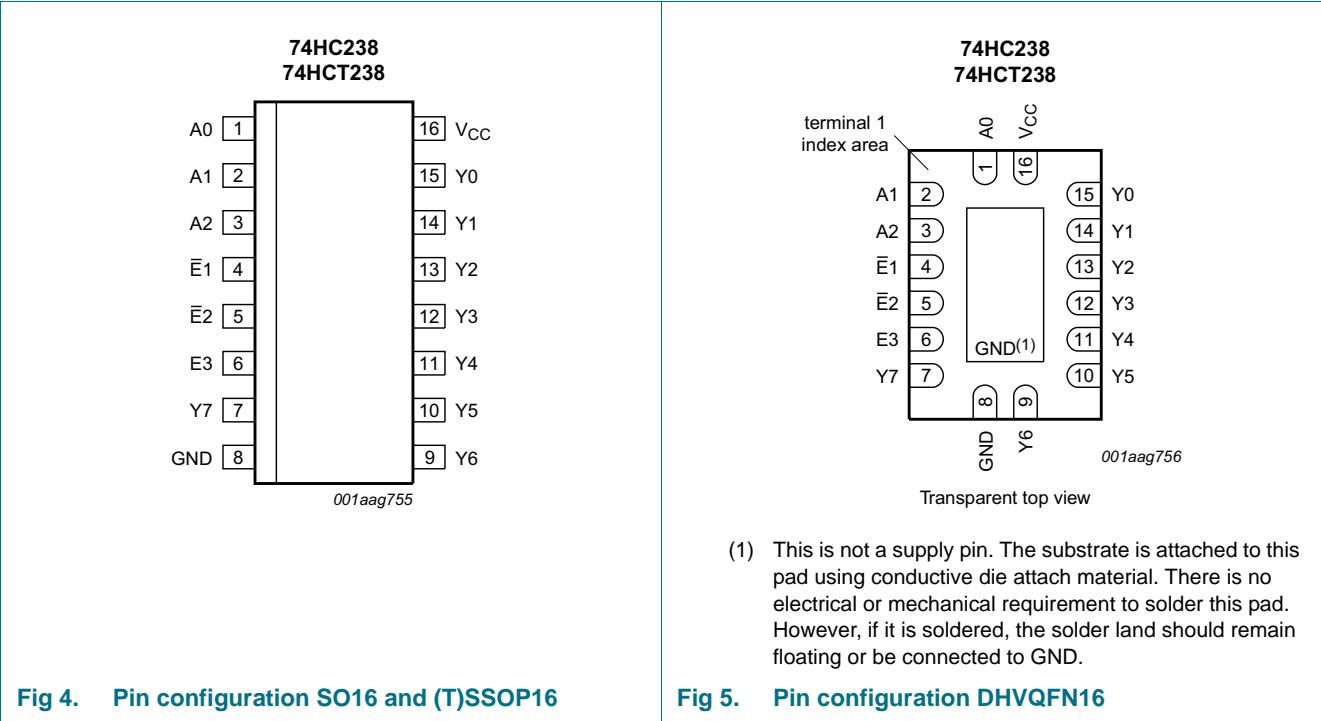 74HC238
74HCT238
A0 1
16 VCC
A1 2
15 Y0
A2 3
14 Y1
E̅1 4
13 Y2
E̅2 5
12 Y3
E3 6
11 Y4
Y7 7
10 Y5
GND 8
9 Y6
001aag755
Fig 4. Pin configuration SO16 and (T)SSOP16
74HC238
74HCT238
terminal 1
index area
A0
VCC
1
16
A1 2
15 Y0
A2 3
14 Y1
E̅1 4
13 Y2
E̅2 5
12 Y3
E3 6
11 Y4
GND(1)
Y7 7
10 Y5
8
9
GND
Y6
001aag756
Transparent top view
(1) This is not a supply pin. The substrate is attached to this
pad using conductive die attach material. There is no
electrical or mechanical requirement to solder this pad.
However, if it is soldered, the solder land should remain
floating or be connected to GND.
Fig 5. Pin configuration DHVQFN16